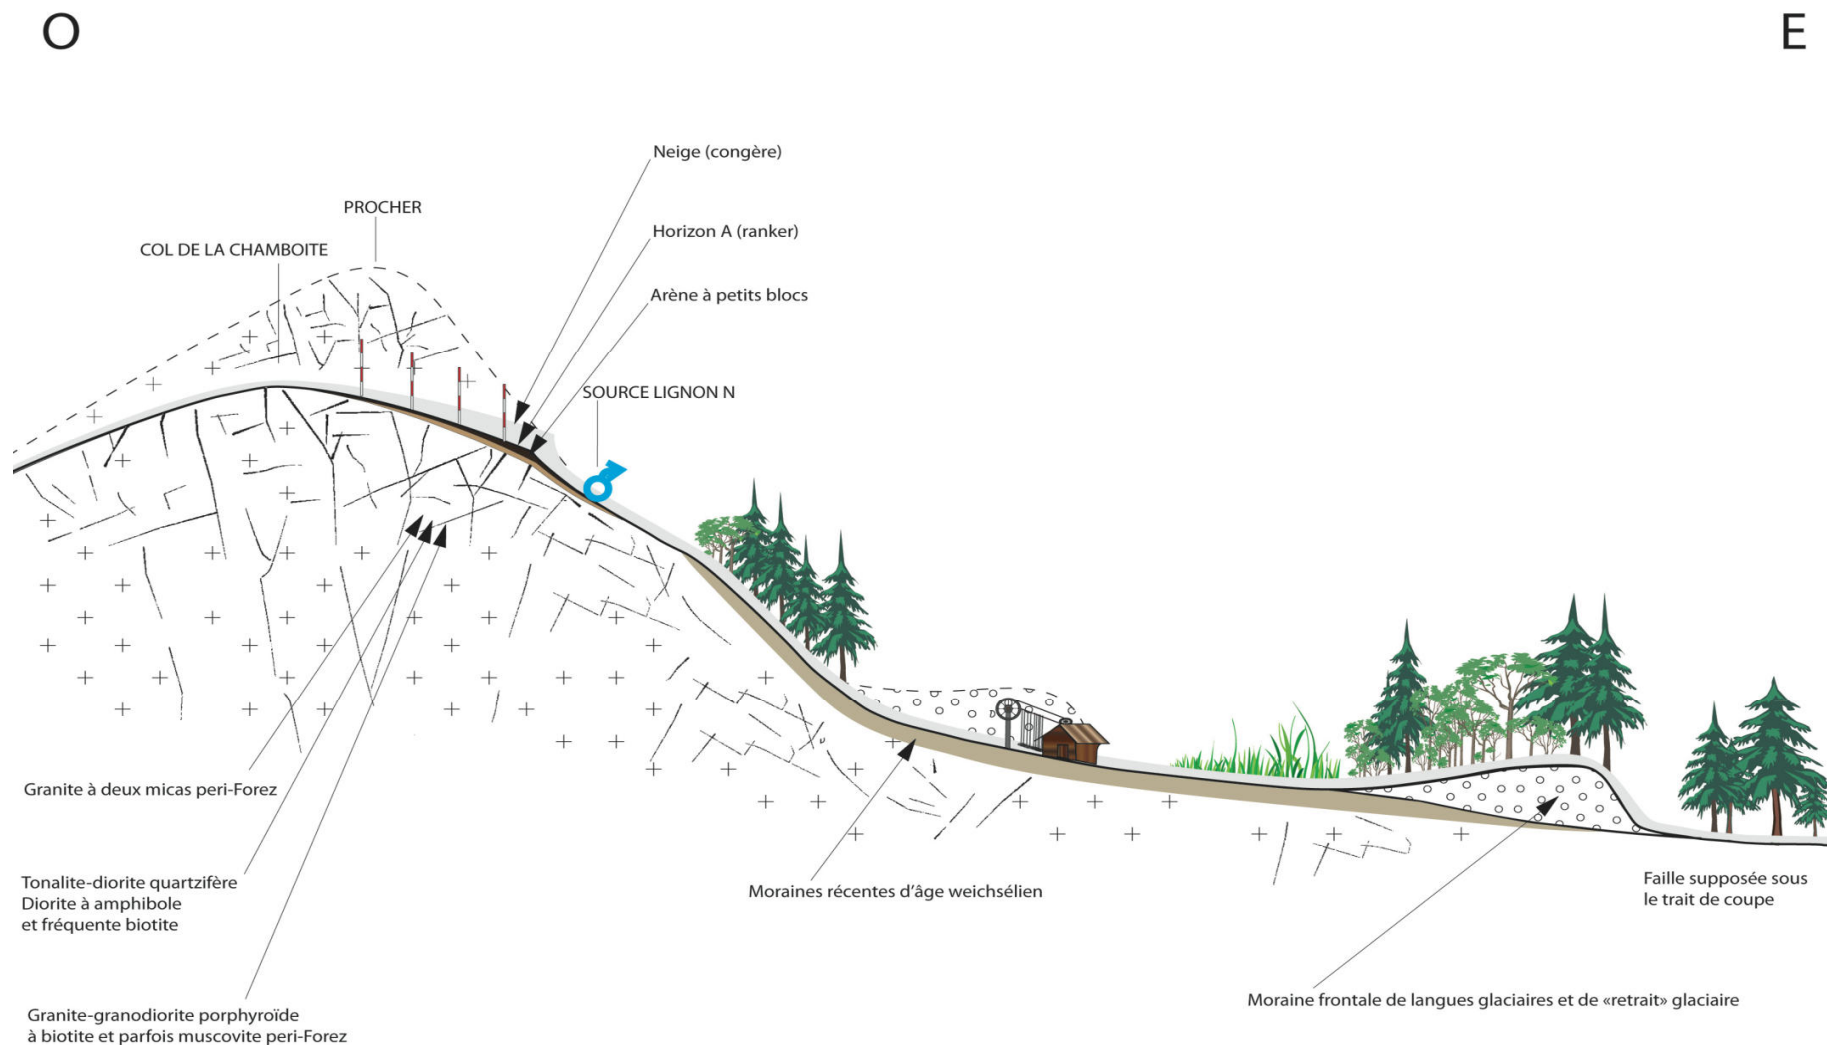 O
E
Neige (congère)
PROCHER
Horizon A (ranker)
COL DE LA CHAMBOITE
Arène à petits blocs
SOURCE LIGNON N
Granite à deux micas peri-Forez
Tonalite-diorite quartzifère
Diorite à amphibole
et fréquente biotite
Moraines récentes d’âge weichsélien
Faille supposée sous
le trait de coupe
Moraine frontale de langues glaciaires et de «retrait» glaciaire
Granite-granodiorite porphyroïde
à biotite et parfois muscovite peri-Forez